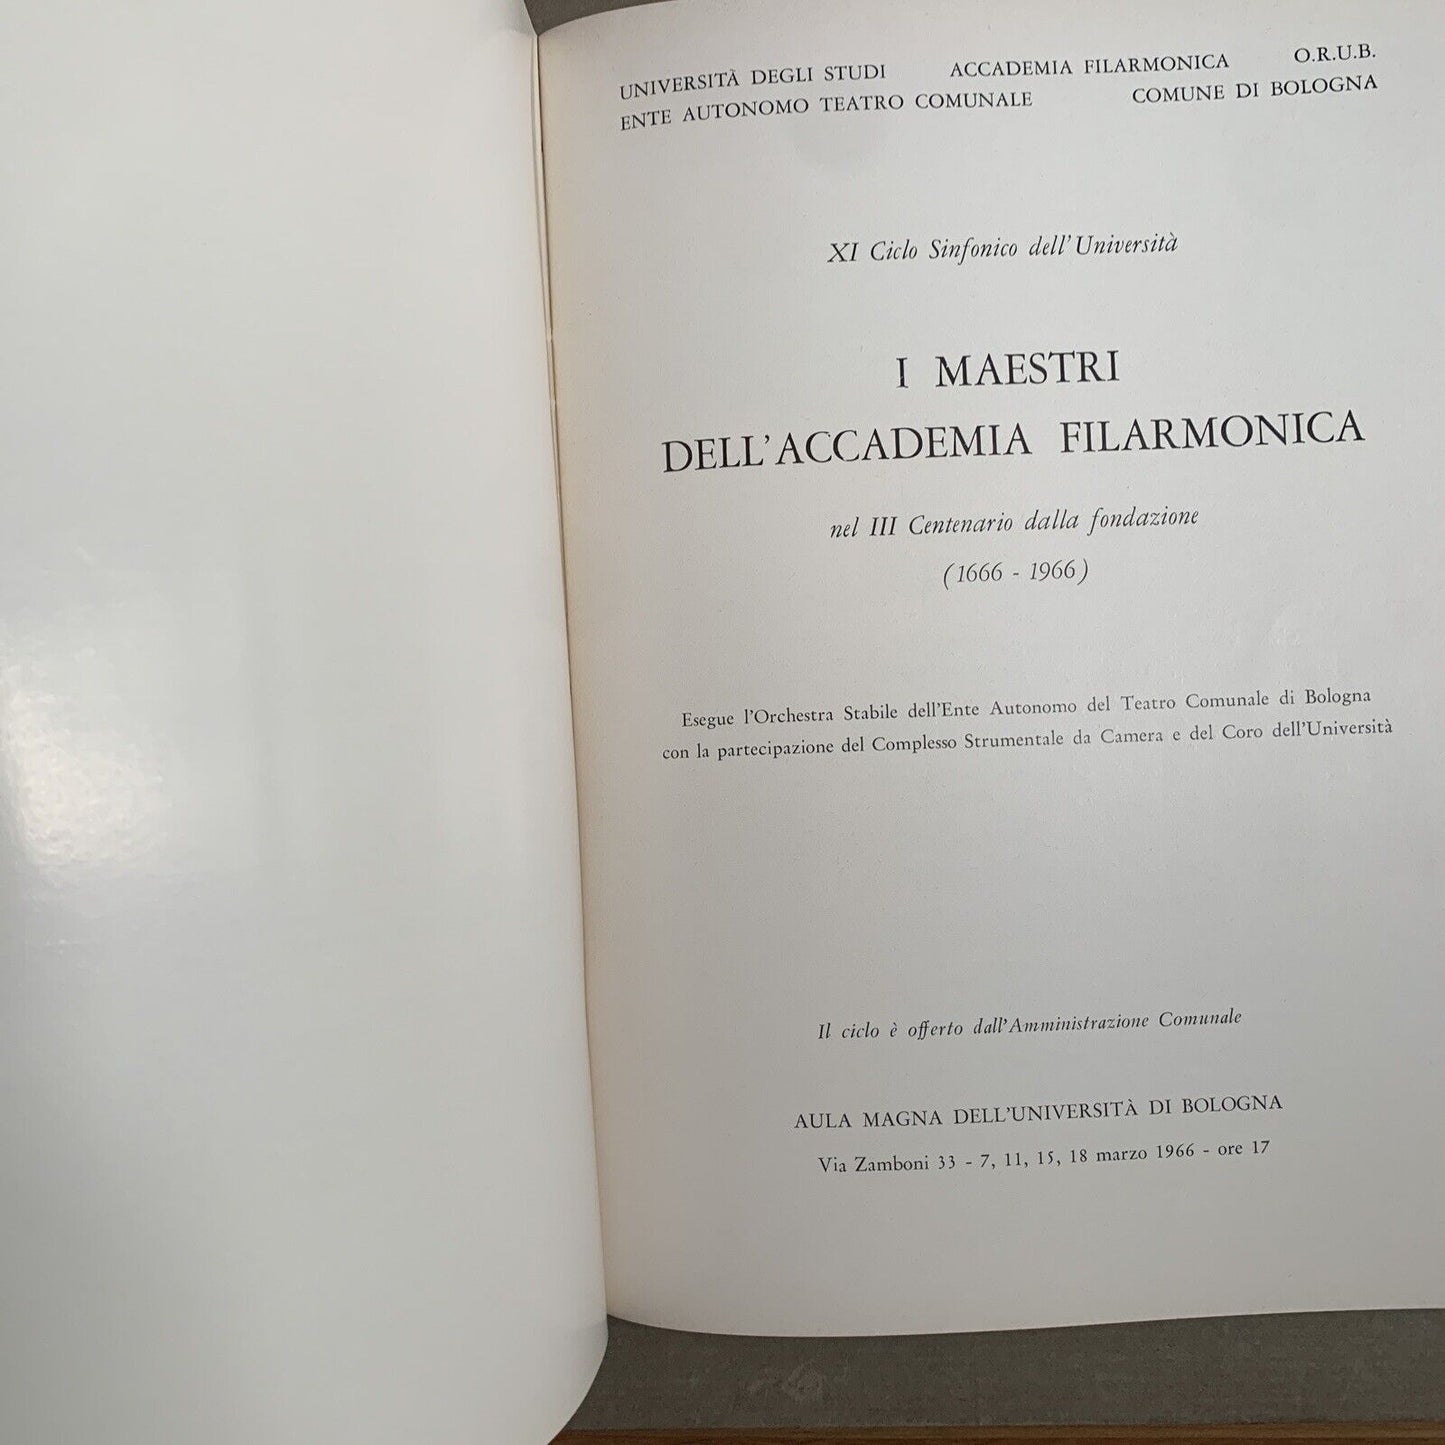 UNIVERSITÀ DEGLI STUDI ACCADEMIA FILARMONICA O.R.U.B.
ENTE AUTONOMO TEATRO COMUNALE COMUNE DI BOLOGNA
XI Ciclo Sinfonico dell'Università
I MAESTRI
DELL'ACCADEMIA FILARMONICA
nel III Centenario dalla fondazione
(1666 - 1966)
Esegue l'Orchestra Stabile dell'Ente Autonomo del Teatro Comunale di Bologna
con la partecipazione del Complesso Strumentale da Camera e del Coro dell'Università
Il ciclo è offerto dall'Amministrazione Comunale
AULA MAGNA DELL'UNIVERSITÀ DI BOLOGNA
Via Zamboni 33 - 7, 11, 15, 18 marzo 1966 - ore 17